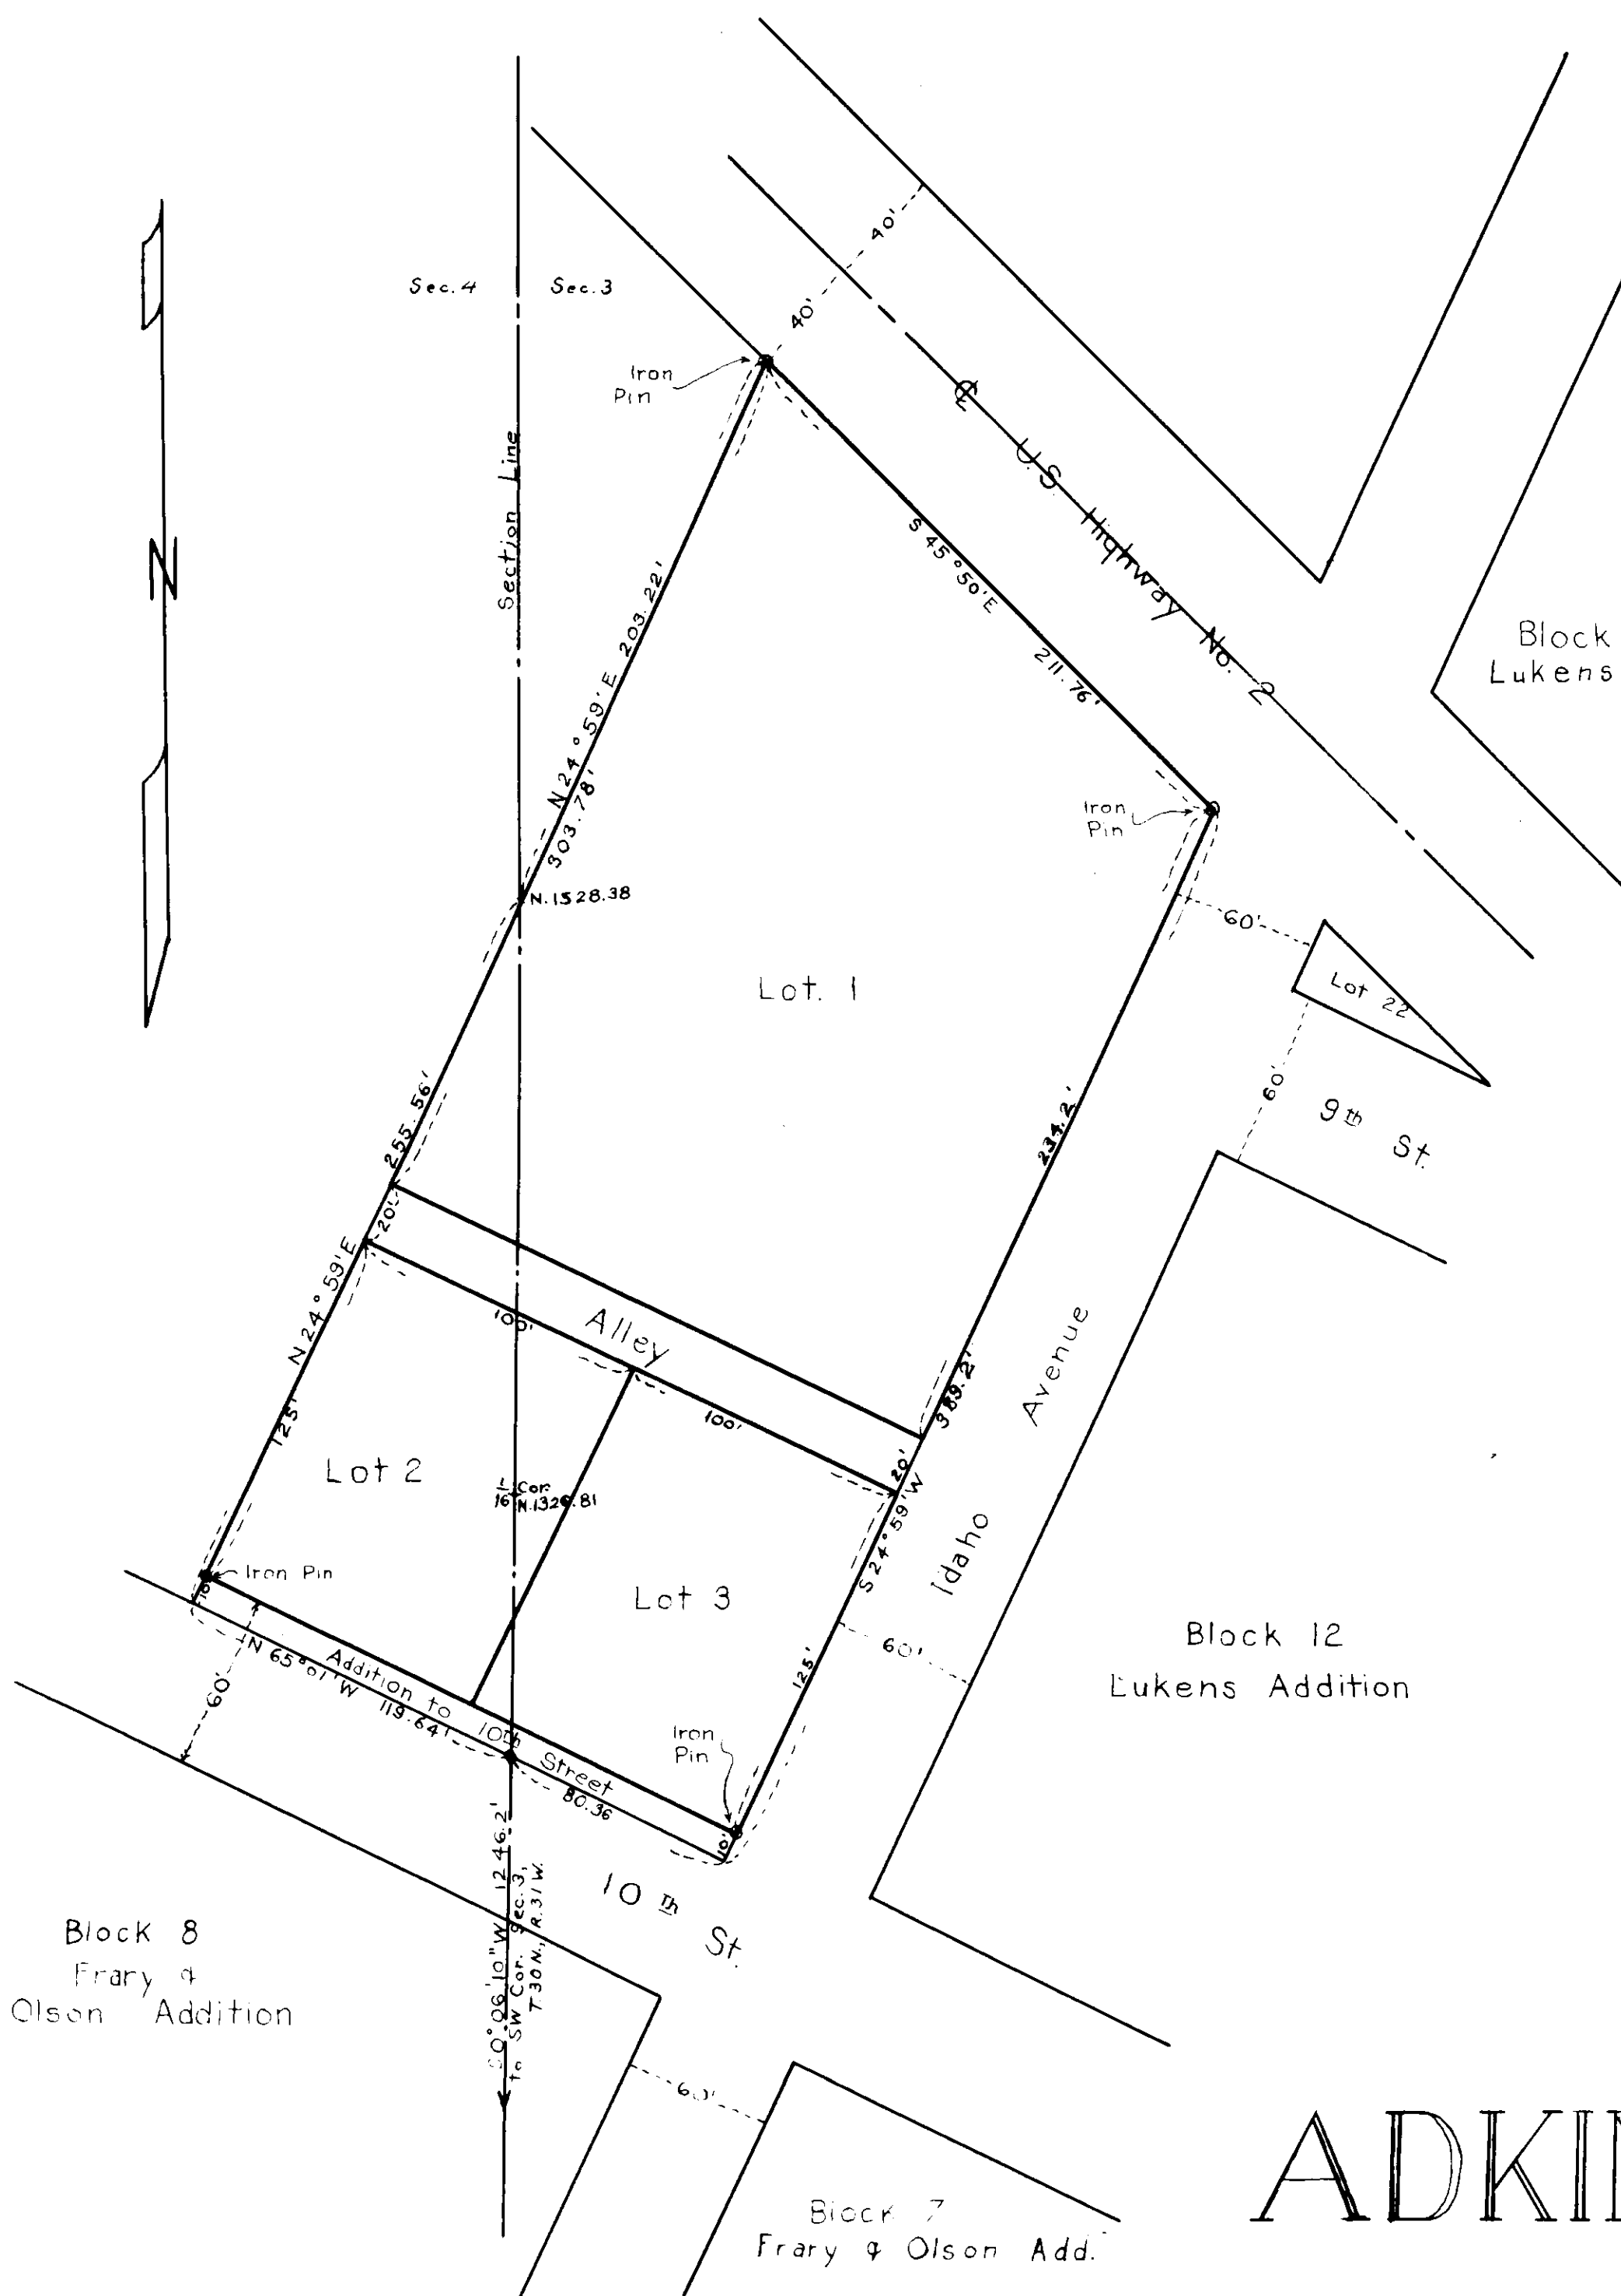 40'
40'
Sec. 4
Sec. 3
Iron
Pin
N
Section Line
℄ U.S. Highway No. 2
S 45°50'E 211.76'
N 24°59'E 203.22'
303.78'
N. 1528.38
Block
Lukens
Iron
Pin
60'
Lot 22
60'
9th St.
Lot. 1
255.56'
234.2'
20'
N 24°59'E
125'
100'
Alley
100'
389.2'
20'
S 24°59'W
125'
Idaho Avenue
Lot 2
1/16 Cor.
Lot 3
Iron Pin
10'
60'
Block 12
Lukens Addition
Addition to 10th Street
N 65°01'W 119.64'
80.36
60'
Iron
Pin
10'
10th St.
0°06'10"W 1246.2'
to SW Cor. Sec. 3,
T.30N., R.31W.
Block 8
Frary &
Olson Addition
60'
Block 7
Frary & Olson Add.
ADKI